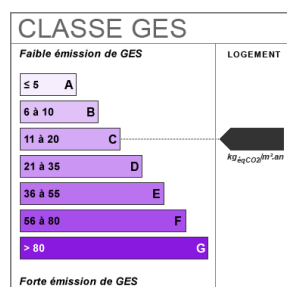 CLASSE GES
Faible émission de GES
LOGEMENT
≤ 5 A
6 à 10 B
11 à 20 C
21 à 35 D
36 à 55 E
56 à 80 F
> 80 G
kgéqCO2/m².an
Forte émission de GES